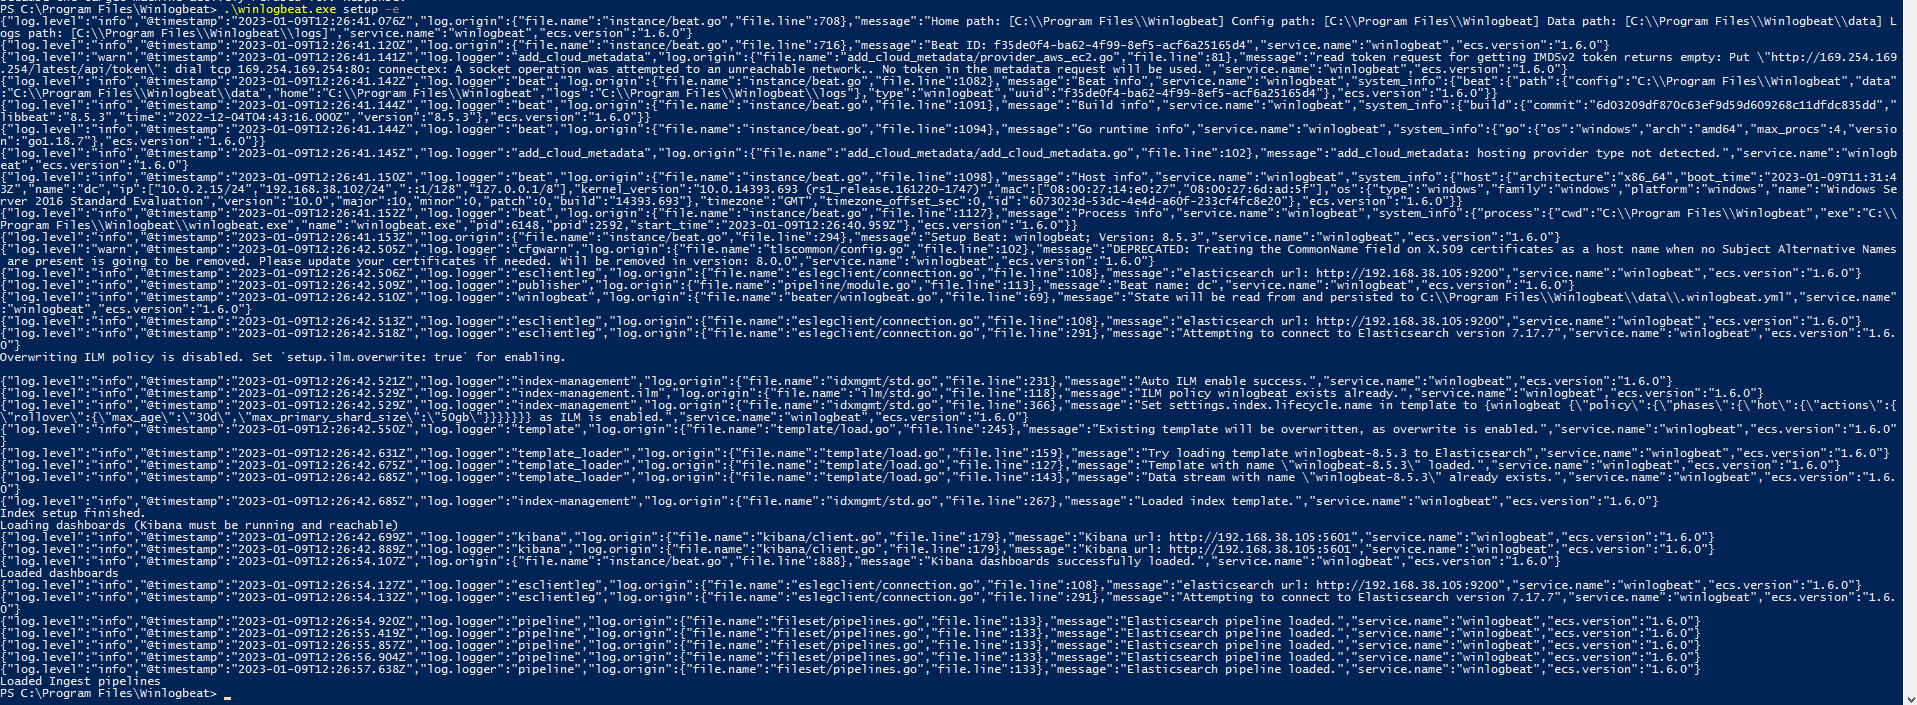 PS C:\Program Files\Winlogbeat> .\winlogbeat.exe setup -e
{"log.level":"info","@timestamp":"2023-01-09T12:26:41.076Z","log.origin":{"file.name":"instance/beat.go","file.line":708},"message":"Home path: [C:\\Program Files\\Winlogbeat] Config path: [C:\\Program Files\\Winlogbeat] Data path: [C:\\Program Files\\Winlogbeat\\data] L
ogs path: [C:\\Program Files\\Winlogbeat\\logs]","service.name":"winlogbeat","ecs.version":"1.6.0"}
{"log.level":"info","@timestamp":"2023-01-09T12:26:41.120Z","log.origin":{"file.name":"instance/beat.go","file.line":716},"message":"Beat ID: f35de0f4-ba62-4f99-8ef5-acf6a25165d4","service.name":"winlogbeat","ecs.version":"1.6.0"}
{"log.level":"warn","@timestamp":"2023-01-09T12:26:41.141Z","log.logger":"add_cloud_metadata","log.origin":{"file.name":"add_cloud_metadata/provider_aws_ec2.go","file.line":81},"message":"read token request for getting IMDSv2 token returns empty: Put \"http://169.254.169
.254/latest/api/token\": dial tcp 169.254.169.254:80: connectex: A socket operation was attempted to an unreachable network.. No token in the metadata request will be used.","service.name":"winlogbeat","ecs.version":"1.6.0"}
{"log.level":"info","@timestamp":"2023-01-09T12:26:41.142Z","log.logger":"beat","log.origin":{"file.name":"instance/beat.go","file.line":1082},"message":"Beat info","service.name":"winlogbeat","system_info":{"beat":{"path":{"config":"C:\\Program Files\\Winlogbeat","data"
:"C:\\Program Files\\Winlogbeat\\data","home":"C:\\Program Files\\Winlogbeat","logs":"C:\\Program Files\\Winlogbeat\\logs"},"type":"winlogbeat","uuid":"f35de0f4-ba62-4f99-8ef5-acf6a25165d4"},"ecs.version":"1.6.0"}}
{"log.level":"info","@timestamp":"2023-01-09T12:26:41.144Z","log.logger":"beat","log.origin":{"file.name":"instance/beat.go","file.line":1091},"message":"Build info","service.name":"winlogbeat","system_info":{"build":{"commit":"6d03209df870c63ef9d59d609268c11dfdc835dd","
libbeat":"8.5.3","time":"2022-12-04T04:43:16.000Z","version":"8.5.3"},"ecs.version":"1.6.0"}}
{"log.level":"info","@timestamp":"2023-01-09T12:26:41.144Z","log.logger":"beat","log.origin":{"file.name":"instance/beat.go","file.line":1094},"message":"Go runtime info","service.name":"winlogbeat","system_info":{"go":{"os":"windows","arch":"amd64","max_procs":4,"versio
n":"go1.18.7"},"ecs.version":"1.6.0"}}
{"log.level":"info","@timestamp":"2023-01-09T12:26:41.145Z","log.logger":"add_cloud_metadata","log.origin":{"file.name":"add_cloud_metadata/add_cloud_metadata.go","file.line":102},"message":"add_cloud_metadata: hosting provider type not detected.","service.name":"winlogb
eat","ecs.version":"1.6.0"}
{"log.level":"info","@timestamp":"2023-01-09T12:26:41.150Z","log.logger":"beat","log.origin":{"file.name":"instance/beat.go","file.line":1098},"message":"Host info","service.name":"winlogbeat","system_info":{"host":{"architecture":"x86_64","boot_time":"2023-01-09T11:31:4
3Z","name":"dc","ip":["10.0.2.15/24","192.168.38.102/24","::1/128","127.0.0.1/8"],"kernel_version":"10.0.14393.693 (rs1_release.161220-1747)","mac":["08:00:27:14:e0:27","08:00:27:6d:ad:5f"],"os":{"type":"windows","family":"windows","platform":"windows","name":"Windows Se
rver 2016 Standard Evaluation","version":"10.0","major":10,"minor":0,"patch":0,"build":"14393.693"},"timezone":"GMT","timezone_offset_sec":0,"id":"6073023d-53dc-4e4d-a60f-233cf4fc8e20"},"ecs.version":"1.6.0"}}
{"log.level":"info","@timestamp":"2023-01-09T12:26:41.152Z","log.logger":"beat","log.origin":{"file.name":"instance/beat.go","file.line":1127},"message":"Process info","service.name":"winlogbeat","system_info":{"process":{"cwd":"C:\\Program Files\\Winlogbeat","exe":"C:\\
Program Files\\Winlogbeat\\winlogbeat.exe","name":"winlogbeat.exe","pid":6148,"ppid":2592,"start_time":"2023-01-09T12:26:40.959Z"},"ecs.version":"1.6.0"}}
{"log.level":"info","@timestamp":"2023-01-09T12:26:41.153Z","log.origin":{"file.name":"instance/beat.go","file.line":294},"message":"Setup Beat: winlogbeat; Version: 8.5.3","service.name":"winlogbeat","ecs.version":"1.6.0"}
{"log.level":"warn","@timestamp":"2023-01-09T12:26:42.505Z","log.logger":"cfgwarn","log.origin":{"file.name":"tlscommon/config.go","file.line":102},"message":"DEPRECATED: Treating the CommonName field on X.509 certificates as a host name when no Subject Alternative Names
 are present is going to be removed. Please update your certificates if needed. Will be removed in version: 8.0.0","service.name":"winlogbeat","ecs.version":"1.6.0"}
{"log.level":"info","@timestamp":"2023-01-09T12:26:42.506Z","log.logger":"esclientleg","log.origin":{"file.name":"eslegclient/connection.go","file.line":108},"message":"elasticsearch url: http://192.168.38.105:9200","service.name":"winlogbeat","ecs.version":"1.6.0"}
{"log.level":"info","@timestamp":"2023-01-09T12:26:42.509Z","log.logger":"publisher","log.origin":{"file.name":"pipeline/module.go","file.line":113},"message":"Beat name: dc","service.name":"winlogbeat","ecs.version":"1.6.0"}
{"log.level":"info","@timestamp":"2023-01-09T12:26:42.510Z","log.logger":"winlogbeat","log.origin":{"file.name":"beater/winlogbeat.go","file.line":69},"message":"State will be read from and persisted to C:\\Program Files\\Winlogbeat\\data\\.winlogbeat.yml","service.name"
:"winlogbeat","ecs.version":"1.6.0"}
{"log.level":"info","@timestamp":"2023-01-09T12:26:42.513Z","log.logger":"esclientleg","log.origin":{"file.name":"eslegclient/connection.go","file.line":108},"message":"elasticsearch url: http://192.168.38.105:9200","service.name":"winlogbeat","ecs.version":"1.6.0"}
{"log.level":"info","@timestamp":"2023-01-09T12:26:42.518Z","log.logger":"esclientleg","log.origin":{"file.name":"eslegclient/connection.go","file.line":291},"message":"Attempting to connect to Elasticsearch version 7.17.7","service.name":"winlogbeat","ecs.version":"1.6.
0"}
Overwriting ILM policy is disabled. Set `setup.ilm.overwrite: true` for enabling.
{"log.level":"info","@timestamp":"2023-01-09T12:26:42.521Z","log.logger":"index-management","log.origin":{"file.name":"idxmgmt/std.go","file.line":231},"message":"Auto ILM enable success.","service.name":"winlogbeat","ecs.version":"1.6.0"}
{"log.level":"info","@timestamp":"2023-01-09T12:26:42.529Z","log.logger":"index-management.ilm","log.origin":{"file.name":"ilm/std.go","file.line":118},"message":"ILM policy winlogbeat exists already.","service.name":"winlogbeat","ecs.version":"1.6.0"}
{"log.level":"info","@timestamp":"2023-01-09T12:26:42.529Z","log.logger":"index-management","log.origin":{"file.name":"idxmgmt/std.go","file.line":366},"message":"Set settings.index.lifecycle.name in template to {winlogbeat {\"policy\":{\"phases\":{\"hot\":{\"actions\":{
\"rollover\":{\"max_age\":\"30d\",\"max_primary_shard_size\":\"50gb\"}}}}}}} as ILM is enabled.","service.name":"winlogbeat","ecs.version":"1.6.0"}
{"log.level":"info","@timestamp":"2023-01-09T12:26:42.550Z","log.logger":"template","log.origin":{"file.name":"template/load.go","file.line":245},"message":"Existing template will be overwritten, as overwrite is enabled.","service.name":"winlogbeat","ecs.version":"1.6.0"
}
{"log.level":"info","@timestamp":"2023-01-09T12:26:42.631Z","log.logger":"template_loader","log.origin":{"file.name":"template/load.go","file.line":159},"message":"Try loading template winlogbeat-8.5.3 to Elasticsearch","service.name":"winlogbeat","ecs.version":"1.6.0"}
{"log.level":"info","@timestamp":"2023-01-09T12:26:42.675Z","log.logger":"template_loader","log.origin":{"file.name":"template/load.go","file.line":127},"message":"Template with name \"winlogbeat-8.5.3\" loaded.","service.name":"winlogbeat","ecs.version":"1.6.0"}
{"log.level":"info","@timestamp":"2023-01-09T12:26:42.685Z","log.logger":"template_loader","log.origin":{"file.name":"template/load.go","file.line":143},"message":"Data stream with name \"winlogbeat-8.5.3\" already exists.","service.name":"winlogbeat","ecs.version":"1.6.
0"}
{"log.level":"info","@timestamp":"2023-01-09T12:26:42.685Z","log.logger":"index-management","log.origin":{"file.name":"idxmgmt/std.go","file.line":267},"message":"Loaded index template.","service.name":"winlogbeat","ecs.version":"1.6.0"}
Index setup finished.
Loading dashboards (Kibana must be running and reachable)
{"log.level":"info","@timestamp":"2023-01-09T12:26:42.699Z","log.logger":"kibana","log.origin":{"file.name":"kibana/client.go","file.line":179},"message":"Kibana url: http://192.168.38.105:5601","service.name":"winlogbeat","ecs.version":"1.6.0"}
{"log.level":"info","@timestamp":"2023-01-09T12:26:42.889Z","log.logger":"kibana","log.origin":{"file.name":"kibana/client.go","file.line":179},"message":"Kibana url: http://192.168.38.105:5601","service.name":"winlogbeat","ecs.version":"1.6.0"}
{"log.level":"info","@timestamp":"2023-01-09T12:26:54.107Z","log.origin":{"file.name":"instance/beat.go","file.line":888},"message":"Kibana dashboards successfully loaded.","service.name":"winlogbeat","ecs.version":"1.6.0"}
Loaded dashboards
{"log.level":"info","@timestamp":"2023-01-09T12:26:54.127Z","log.logger":"esclientleg","log.origin":{"file.name":"eslegclient/connection.go","file.line":108},"message":"elasticsearch url: http://192.168.38.105:9200","service.name":"winlogbeat","ecs.version":"1.6.0"}
{"log.level":"info","@timestamp":"2023-01-09T12:26:54.132Z","log.logger":"esclientleg","log.origin":{"file.name":"eslegclient/connection.go","file.line":291},"message":"Attempting to connect to Elasticsearch version 7.17.7","service.name":"winlogbeat","ecs.version":"1.6.
0"}
{"log.level":"info","@timestamp":"2023-01-09T12:26:54.920Z","log.logger":"pipeline","log.origin":{"file.name":"fileset/pipelines.go","file.line":133},"message":"Elasticsearch pipeline loaded.","service.name":"winlogbeat","ecs.version":"1.6.0"}
{"log.level":"info","@timestamp":"2023-01-09T12:26:55.419Z","log.logger":"pipeline","log.origin":{"file.name":"fileset/pipelines.go","file.line":133},"message":"Elasticsearch pipeline loaded.","service.name":"winlogbeat","ecs.version":"1.6.0"}
{"log.level":"info","@timestamp":"2023-01-09T12:26:55.857Z","log.logger":"pipeline","log.origin":{"file.name":"fileset/pipelines.go","file.line":133},"message":"Elasticsearch pipeline loaded.","service.name":"winlogbeat","ecs.version":"1.6.0"}
{"log.level":"info","@timestamp":"2023-01-09T12:26:56.904Z","log.logger":"pipeline","log.origin":{"file.name":"fileset/pipelines.go","file.line":133},"message":"Elasticsearch pipeline loaded.","service.name":"winlogbeat","ecs.version":"1.6.0"}
{"log.level":"info","@timestamp":"2023-01-09T12:26:57.638Z","log.logger":"pipeline","log.origin":{"file.name":"fileset/pipelines.go","file.line":133},"message":"Elasticsearch pipeline loaded.","service.name":"winlogbeat","ecs.version":"1.6.0"}
Loaded Ingest pipelines
PS C:\Program Files\Winlogbeat> _